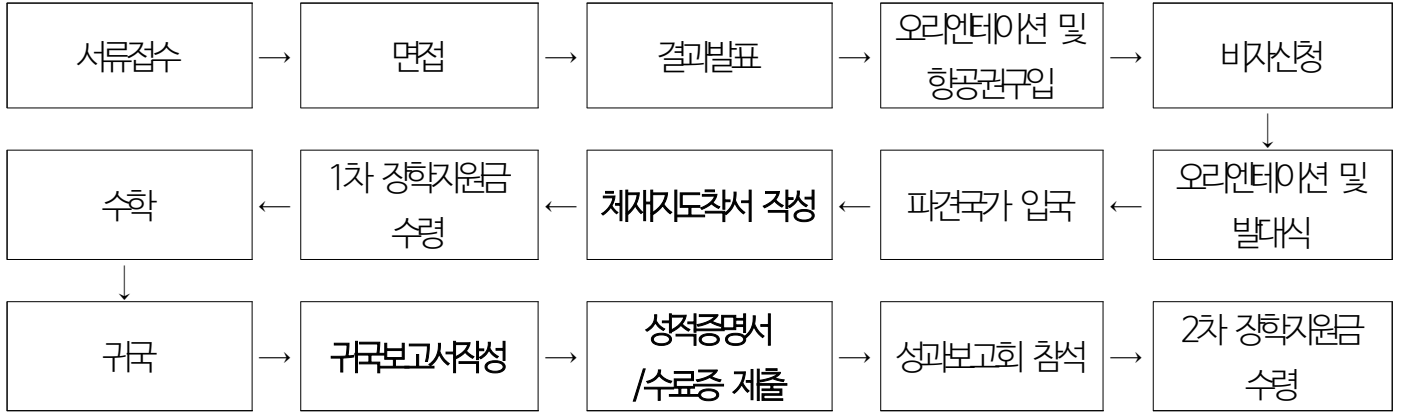 서류접수 → 면접 → 결과발표 → 오리엔테이션 및
항공권구입 → 비자신청
↓
오리엔테이션 및
발대식
← 파견국가 입국
← 체재지도착서 작성
← 1차 장학지원금
수령
← 수학
↓
귀국
→ 귀국보고서작성
→ 성적증명서
/수료증 제출
→ 성과보고회 참석
→ 2차 장학지원금
수령